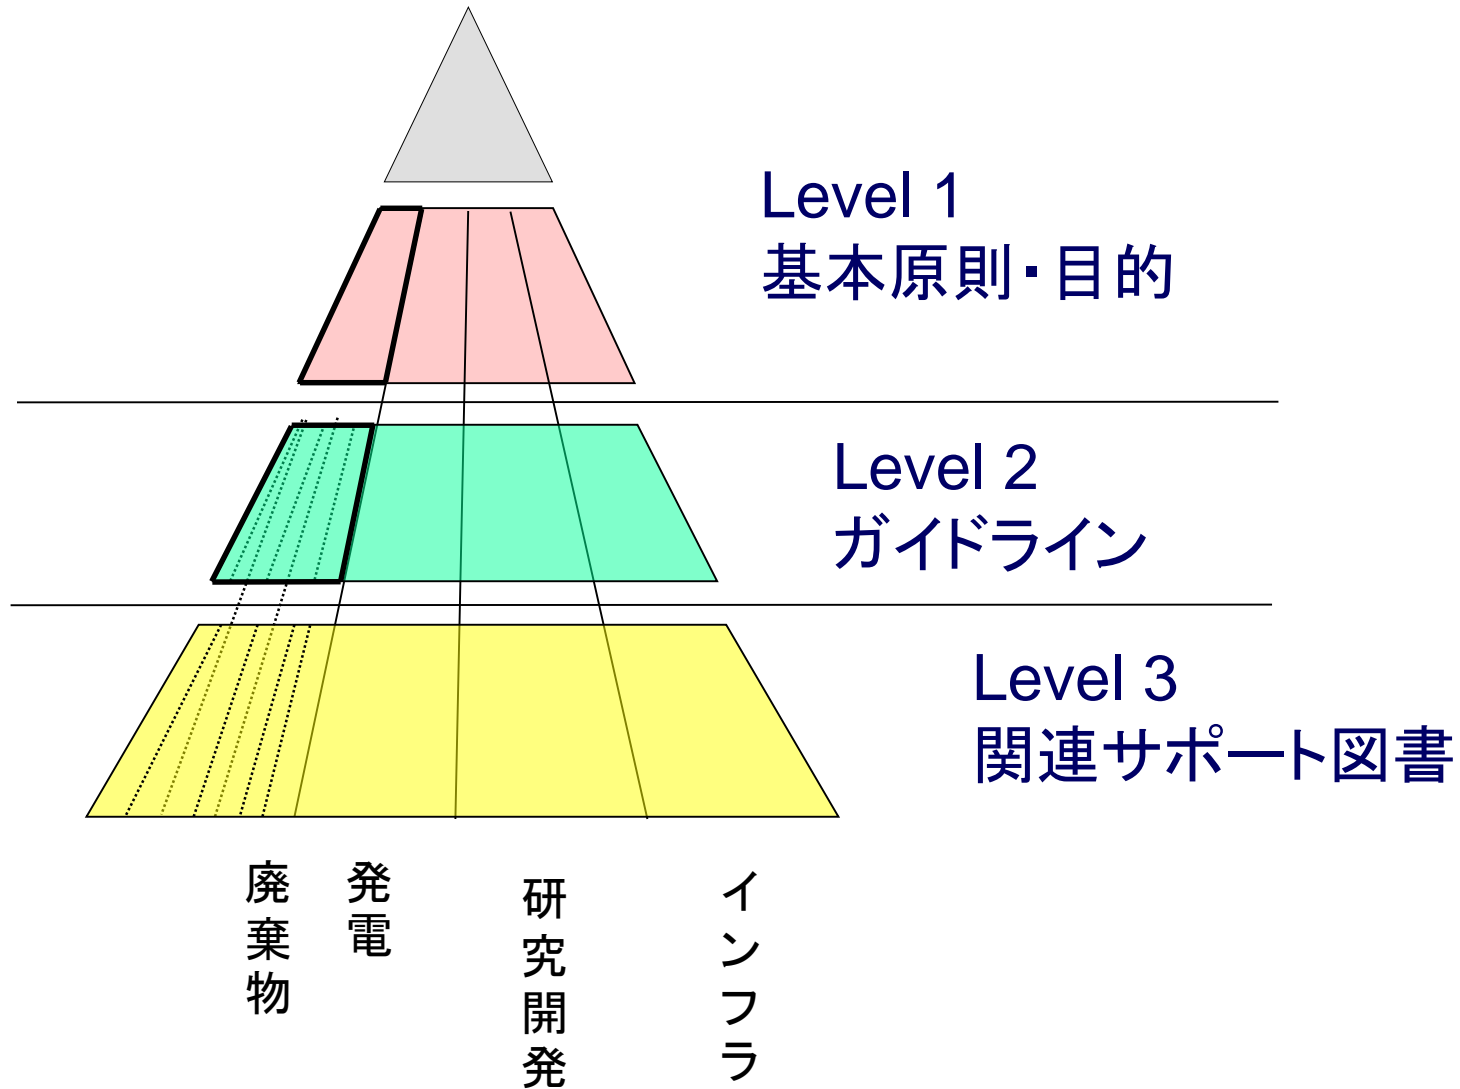 Level 1
基本原則・目的
Level 2
ガイドライン
Level 3
関連サポート図書
廃棄物
発電
研究開発
インフラ